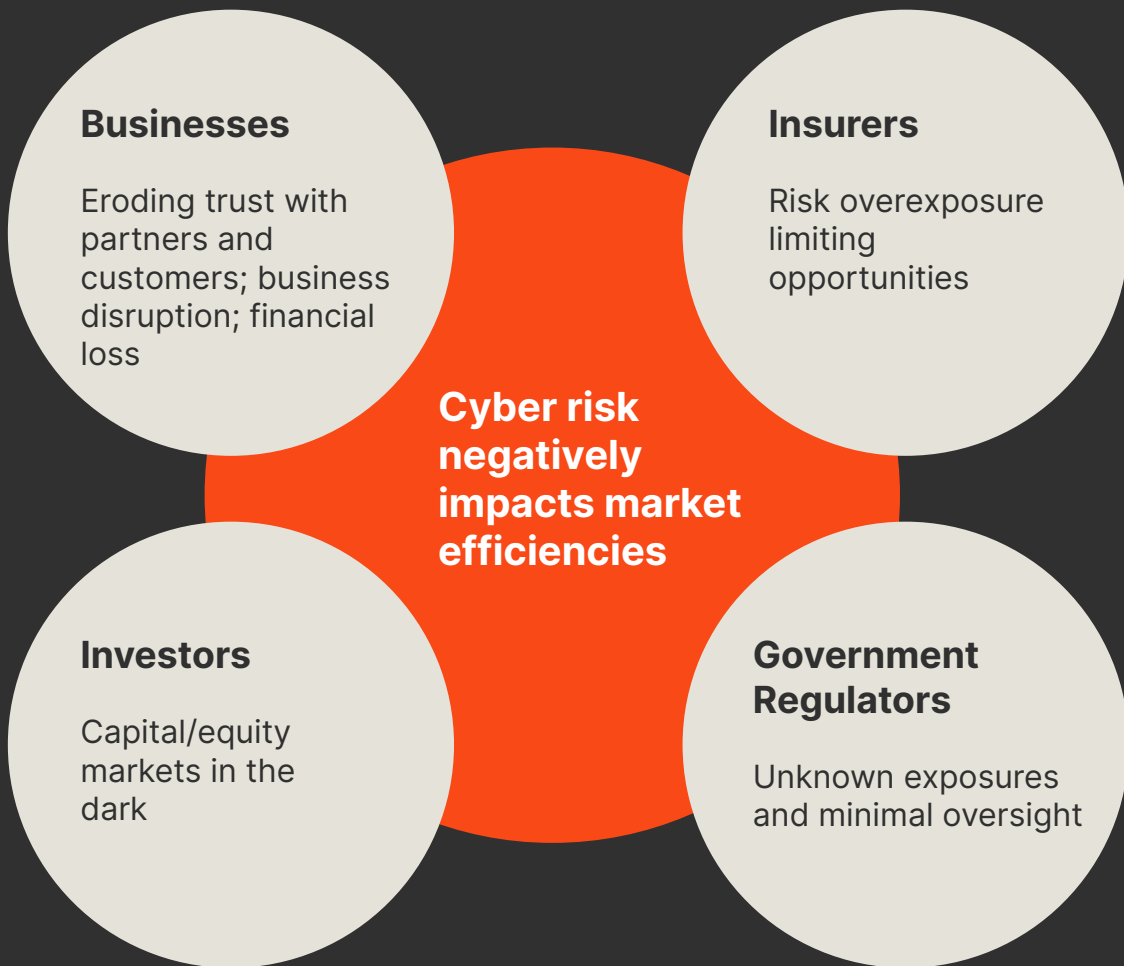 Businesses
Eroding trust with
partners and
customers; business
disruption; financial
loss
Insurers
Risk overexposure
limiting
opportunities
Cyber risk
negatively
impacts market
efficiencies
Investors
Capital/equity
markets in the
dark
Government
Regulators
Unknown exposures
and minimal oversight